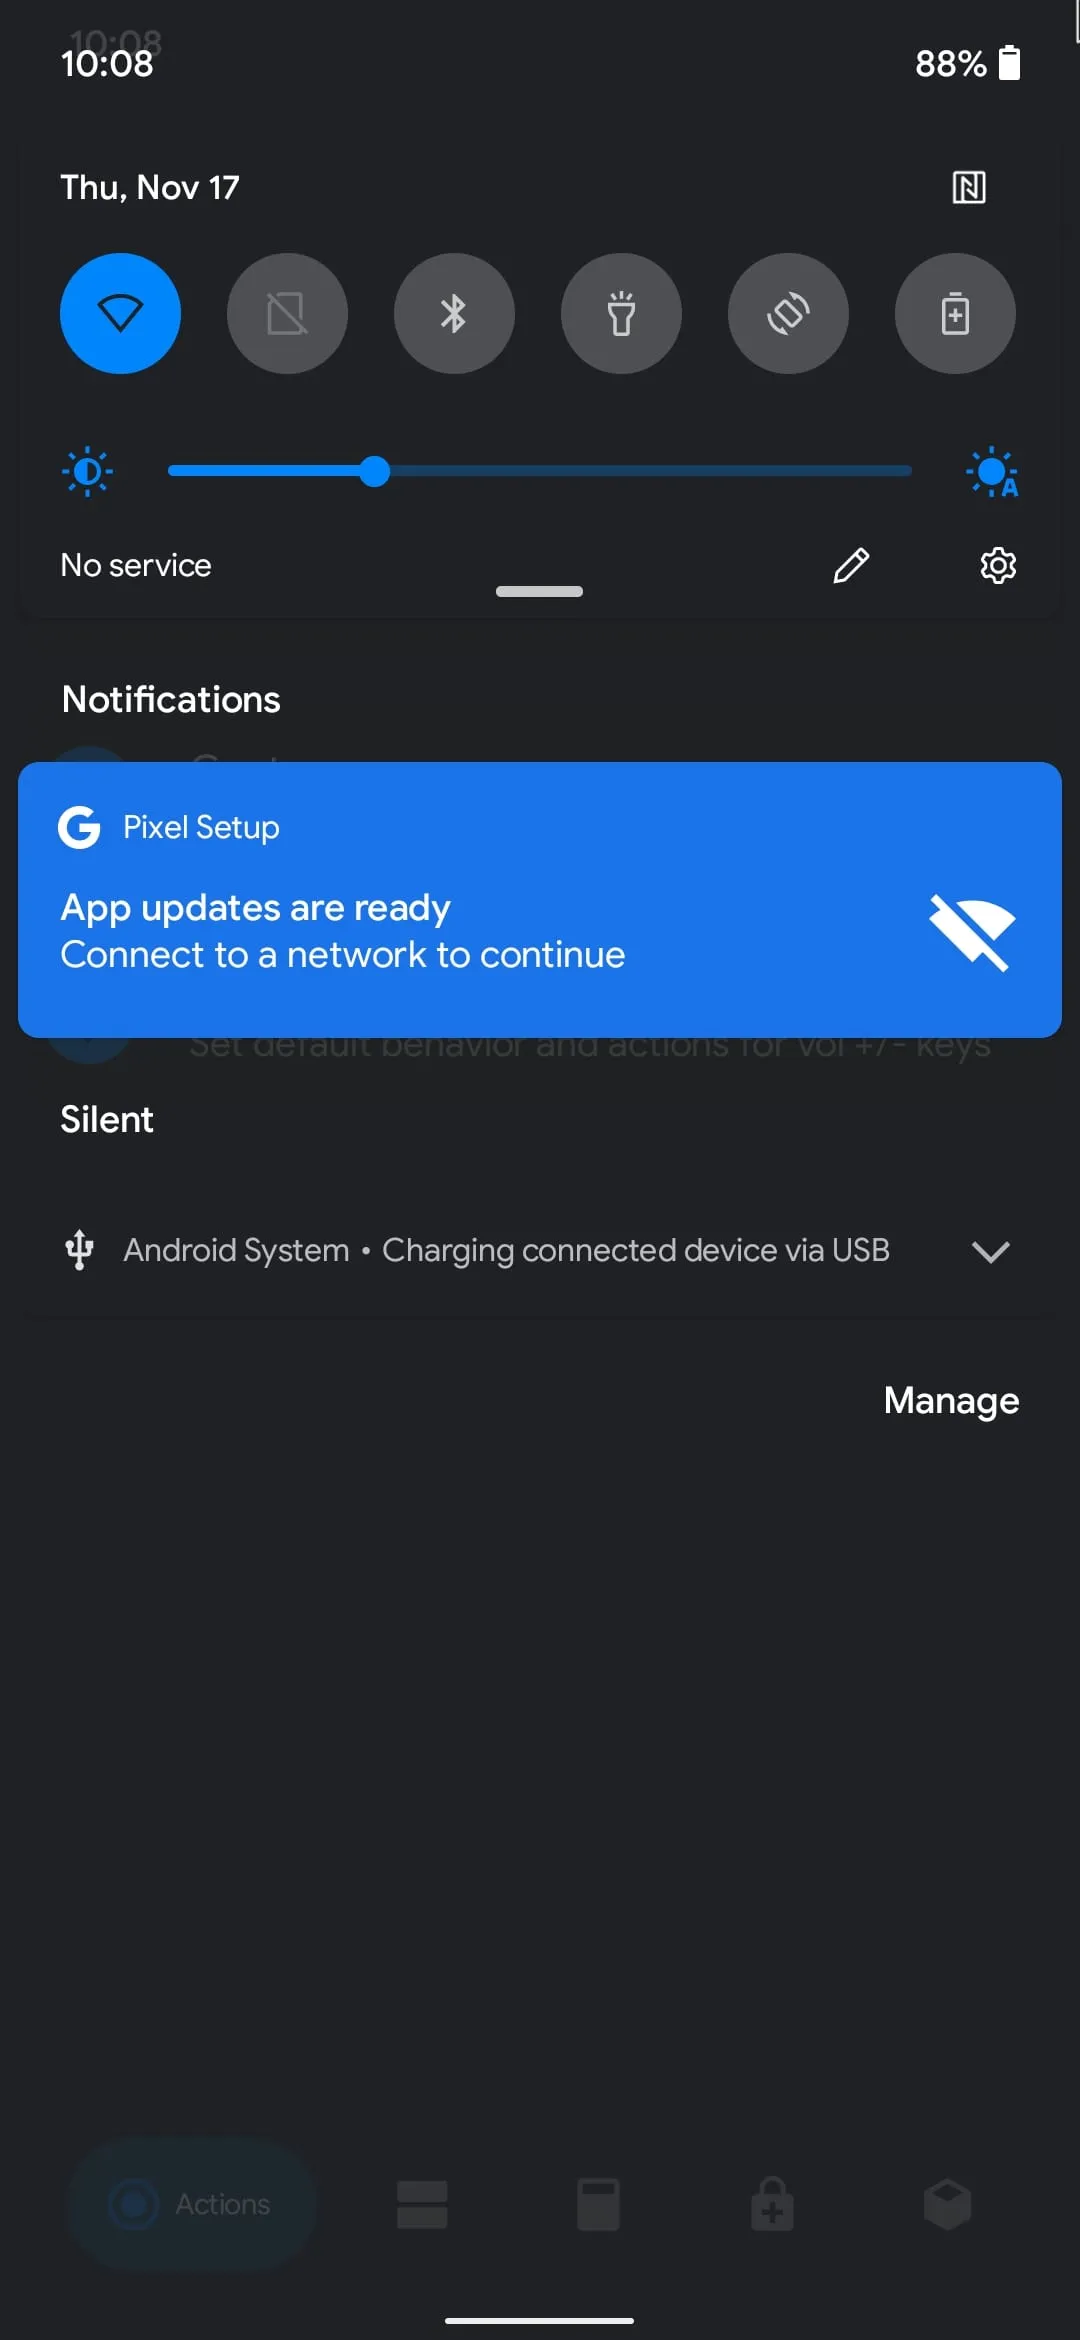 10:08
10:08
88%
Thu, Nov 17
No service
Notifications
Pixel Setup
App updates are ready
Connect to a network to continue
Set default behavior and actions for vol +/- keys
Silent
Android System • Charging connected device via USB
Manage
Actions